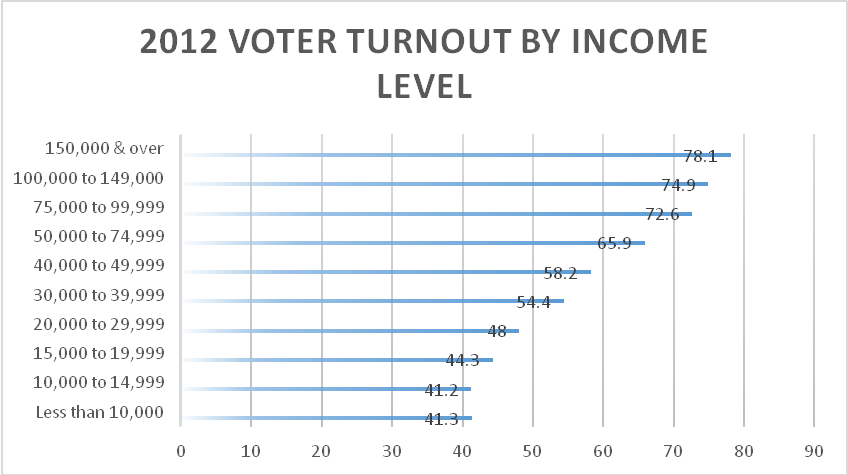 2012 VOTER TURNOUT BY INCOME
LEVEL
150,000 & over 78.1
100,000 to 149,000 74.9
75,000 to 99,999 72.6
50,000 to 74,999 65.9
40,000 to 49,999 58.2
30,000 to 39,999 54.4
20,000 to 29,999 48
15,000 to 19,999 44.3
10,000 to 14,999 41.2
Less than 10,000 41.3
0 10 20 30 40 50 60 70 80 90